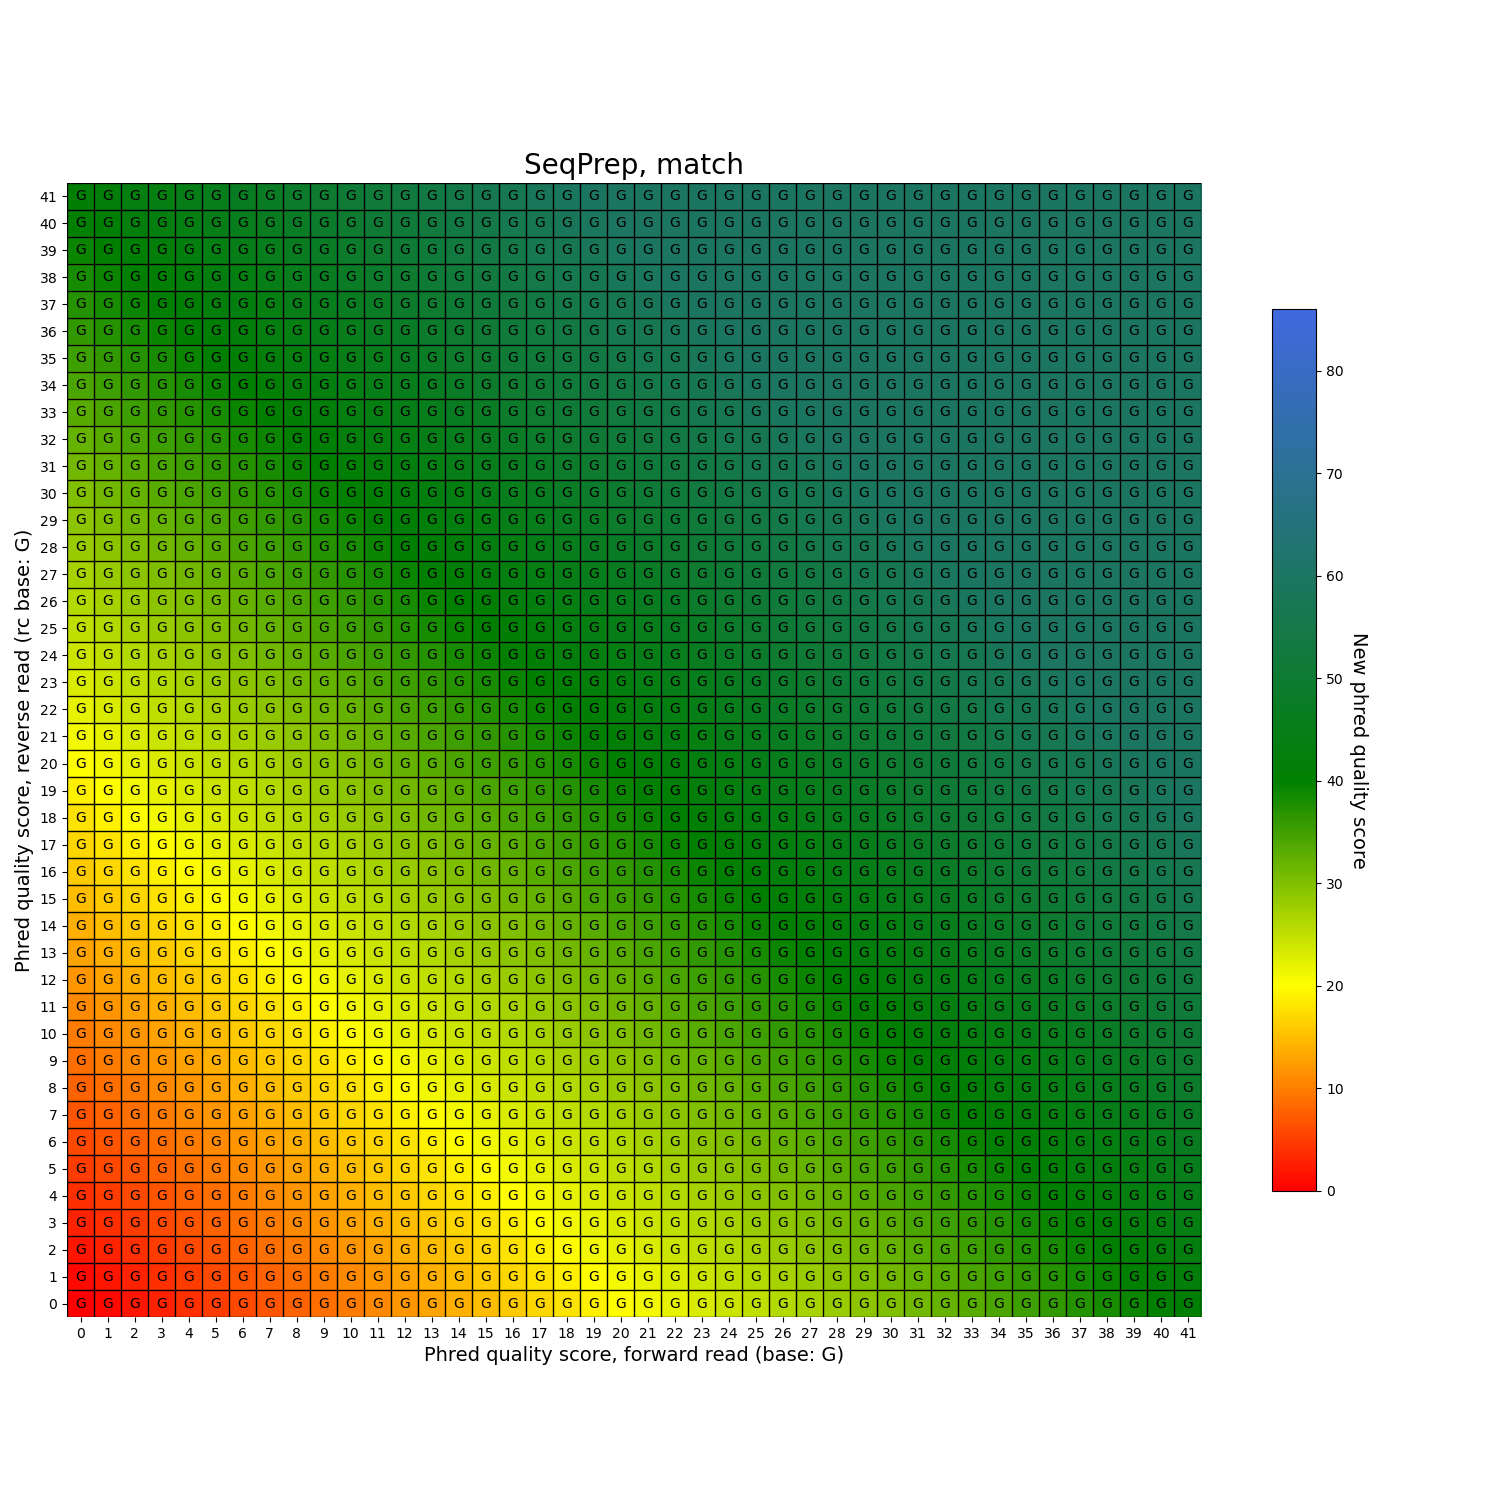 SeqPrep, match
41 G G G G G G G G G G G G G G G G G G G G G G G G G G G G G G G G G G G G G G G G G G
40 G G G G G G G G G G G G G G G G G G G G G G G G G G G G G G G G G G G G G G G G G G
39 G G G G G G G G G G G G G G G G G G G G G G G G G G G G G G G G G G G G G G G G G G
38 G G G G G G G G G G G G G G G G G G G G G G G G G G G G G G G G G G G G G G G G G G
37 G G G G G G G G G G G G G G G G G G G G G G G G G G G G G G G G G G G G G G G G G G
36 G G G G G G G G G G G G G G G G G G G G G G G G G G G G G G G G G G G G G G G G G G
35 G G G G G G G G G G G G G G G G G G G G G G G G G G G G G G G G G G G G G G G G G G
34 G G G G G G G G G G G G G G G G G G G G G G G G G G G G G G G G G G G G G G G G G G
33 G G G G G G G G G G G G G G G G G G G G G G G G G G G G G G G G G G G G G G G G G G
32 G G G G G G G G G G G G G G G G G G G G G G G G G G G G G G G G G G G G G G G G G G
31 G G G G G G G G G G G G G G G G G G G G G G G G G G G G G G G G G G G G G G G G G G
30 G G G G G G G G G G G G G G G G G G G G G G G G G G G G G G G G G G G G G G G G G G
29 G G G G G G G G G G G G G G G G G G G G G G G G G G G G G G G G G G G G G G G G G G
28 G G G G G G G G G G G G G G G G G G G G G G G G G G G G G G G G G G G G G G G G G G
27 G G G G G G G G G G G G G G G G G G G G G G G G G G G G G G G G G G G G G G G G G G
26 G G G G G G G G G G G G G G G G G G G G G G G G G G G G G G G G G G G G G G G G G G
25 G G G G G G G G G G G G G G G G G G G G G G G G G G G G G G G G G G G G G G G G G G
24 G G G G G G G G G G G G G G G G G G G G G G G G G G G G G G G G G G G G G G G G G G
23 G G G G G G G G G G G G G G G G G G G G G G G G G G G G G G G G G G G G G G G G G G
22 G G G G G G G G G G G G G G G G G G G G G G G G G G G G G G G G G G G G G G G G G G
21 G G G G G G G G G G G G G G G G G G G G G G G G G G G G G G G G G G G G G G G G G G
20 G G G G G G G G G G G G G G G G G G G G G G G G G G G G G G G G G G G G G G G G G G
19 G G G G G G G G G G G G G G G G G G G G G G G G G G G G G G G G G G G G G G G G G G
18 G G G G G G G G G G G G G G G G G G G G G G G G G G G G G G G G G G G G G G G G G G
17 G G G G G G G G G G G G G G G G G G G G G G G G G G G G G G G G G G G G G G G G G G
16 G G G G G G G G G G G G G G G G G G G G G G G G G G G G G G G G G G G G G G G G G G
15 G G G G G G G G G G G G G G G G G G G G G G G G G G G G G G G G G G G G G G G G G G
14 G G G G G G G G G G G G G G G G G G G G G G G G G G G G G G G G G G G G G G G G G G
13 G G G G G G G G G G G G G G G G G G G G G G G G G G G G G G G G G G G G G G G G G G
12 G G G G G G G G G G G G G G G G G G G G G G G G G G G G G G G G G G G G G G G G G G
11 G G G G G G G G G G G G G G G G G G G G G G G G G G G G G G G G G G G G G G G G G G
10 G G G G G G G G G G G G G G G G G G G G G G G G G G G G G G G G G G G G G G G G G G
9 G G G G G G G G G G G G G G G G G G G G G G G G G G G G G G G G G G G G G G G G G G
8 G G G G G G G G G G G G G G G G G G G G G G G G G G G G G G G G G G G G G G G G G G
7 G G G G G G G G G G G G G G G G G G G G G G G G G G G G G G G G G G G G G G G G G G
6 G G G G G G G G G G G G G G G G G G G G G G G G G G G G G G G G G G G G G G G G G G
5 G G G G G G G G G G G G G G G G G G G G G G G G G G G G G G G G G G G G G G G G G G
4 G G G G G G G G G G G G G G G G G G G G G G G G G G G G G G G G G G G G G G G G G G
3 G G G G G G G G G G G G G G G G G G G G G G G G G G G G G G G G G G G G G G G G G G
2 G G G G G G G G G G G G G G G G G G G G G G G G G G G G G G G G G G G G G G G G G G
1 G G G G G G G G G G G G G G G G G G G G G G G G G G G G G G G G G G G G G G G G G G
0 G G G G G G G G G G G G G G G G G G G G G G G G G G G G G G G G G G G G G G G G G G
0 1 2 3 4 5 6 7 8 9 10 11 12 13 14 15 16 17 18 19 20 21 22 23 24 25 26 27 28 29 30 31 32 33 34 35 36 37 38 39 40 41
Phred quality score, forward read (base: G)
Phred quality score, reverse read (rc base: G)
80
70
60
50
40
30
20
10
0
New phred quality score